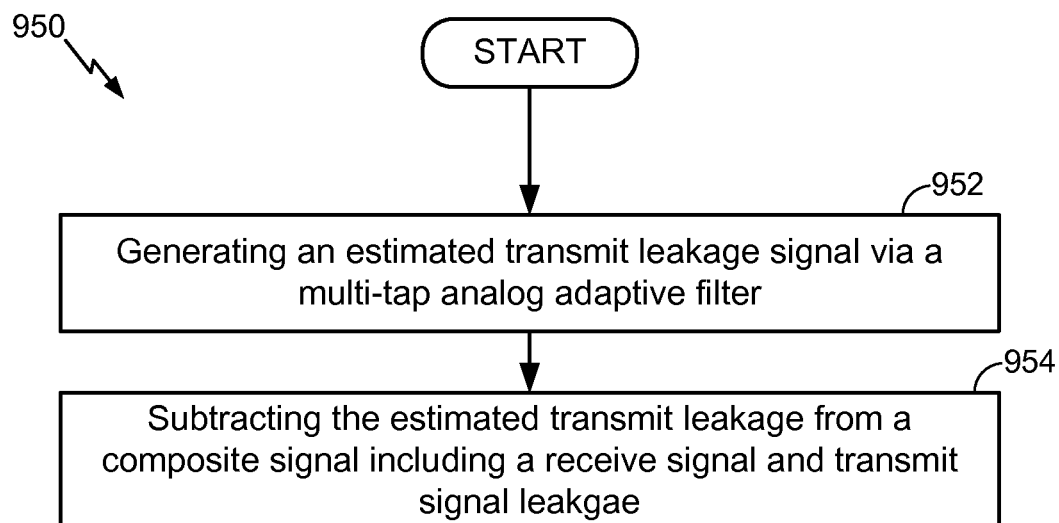 950
START
952
Generating an estimated transmit leakage signal via a
multi-tap analog adaptive filter
954
Subtracting the estimated transmit leakage from a
composite signal including a receive signal and transmit
signal leakgae